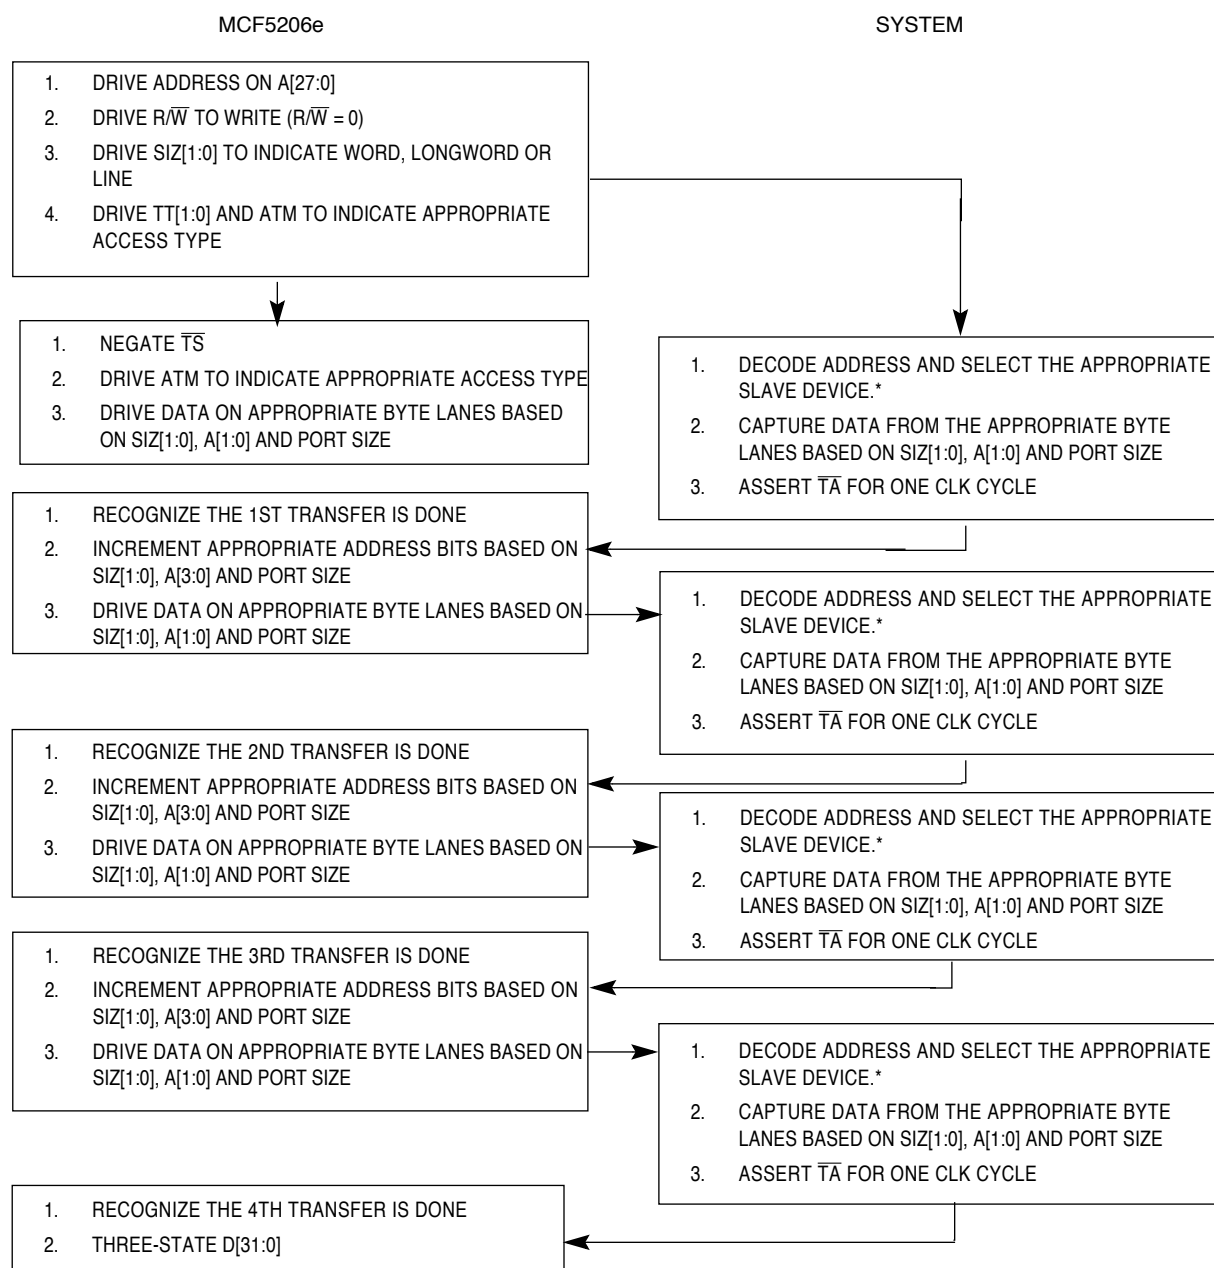 MCF5206e
SYSTEM
1. DRIVE ADDRESS ON A[27:0]
2. DRIVE R/W̅ TO WRITE (R/W̅ = 0)
3. DRIVE SIZ[1:0] TO INDICATE WORD, LONGWORD OR
LINE
4. DRIVE TT[1:0] AND ATM TO INDICATE APPROPRIATE
ACCESS TYPE
1. NEGATE T̅S̅
2. DRIVE ATM TO INDICATE APPROPRIATE ACCESS TYPE
3. DRIVE DATA ON APPROPRIATE BYTE LANES BASED
ON SIZ[1:0], A[1:0] AND PORT SIZE
1. DECODE ADDRESS AND SELECT THE APPROPRIATE
SLAVE DEVICE.*
2. CAPTURE DATA FROM THE APPROPRIATE BYTE
LANES BASED ON SIZ[1:0], A[1:0] AND PORT SIZE
3. ASSERT T̅A̅ FOR ONE CLK CYCLE
1. RECOGNIZE THE 1ST TRANSFER IS DONE
2. INCREMENT APPROPRIATE ADDRESS BITS BASED ON
SIZ[1:0], A[3:0] AND PORT SIZE
3. DRIVE DATA ON APPROPRIATE BYTE LANES BASED ON
SIZ[1:0], A[1:0] AND PORT SIZE
1. DECODE ADDRESS AND SELECT THE APPROPRIATE
SLAVE DEVICE.*
2. CAPTURE DATA FROM THE APPROPRIATE BYTE
LANES BASED ON SIZ[1:0], A[1:0] AND PORT SIZE
3. ASSERT T̅A̅ FOR ONE CLK CYCLE
1. RECOGNIZE THE 2ND TRANSFER IS DONE
2. INCREMENT APPROPRIATE ADDRESS BITS BASED ON
SIZ[1:0], A[3:0] AND PORT SIZE
3. DRIVE DATA ON APPROPRIATE BYTE LANES BASED ON
SIZ[1:0], A[1:0] AND PORT SIZE
1. DECODE ADDRESS AND SELECT THE APPROPRIATE
SLAVE DEVICE.*
2. CAPTURE DATA FROM THE APPROPRIATE BYTE
LANES BASED ON SIZ[1:0], A[1:0] AND PORT SIZE
3. ASSERT T̅A̅ FOR ONE CLK CYCLE
1. RECOGNIZE THE 3RD TRANSFER IS DONE
2. INCREMENT APPROPRIATE ADDRESS BITS BASED ON
SIZ[1:0], A[3:0] AND PORT SIZE
3. DRIVE DATA ON APPROPRIATE BYTE LANES BASED ON
SIZ[1:0], A[1:0] AND PORT SIZE
1. DECODE ADDRESS AND SELECT THE APPROPRIATE
SLAVE DEVICE.*
2. CAPTURE DATA FROM THE APPROPRIATE BYTE
LANES BASED ON SIZ[1:0], A[1:0] AND PORT SIZE
3. ASSERT T̅A̅ FOR ONE CLK CYCLE
1. RECOGNIZE THE 4TH TRANSFER IS DONE
2. THREE-STATE D[31:0]